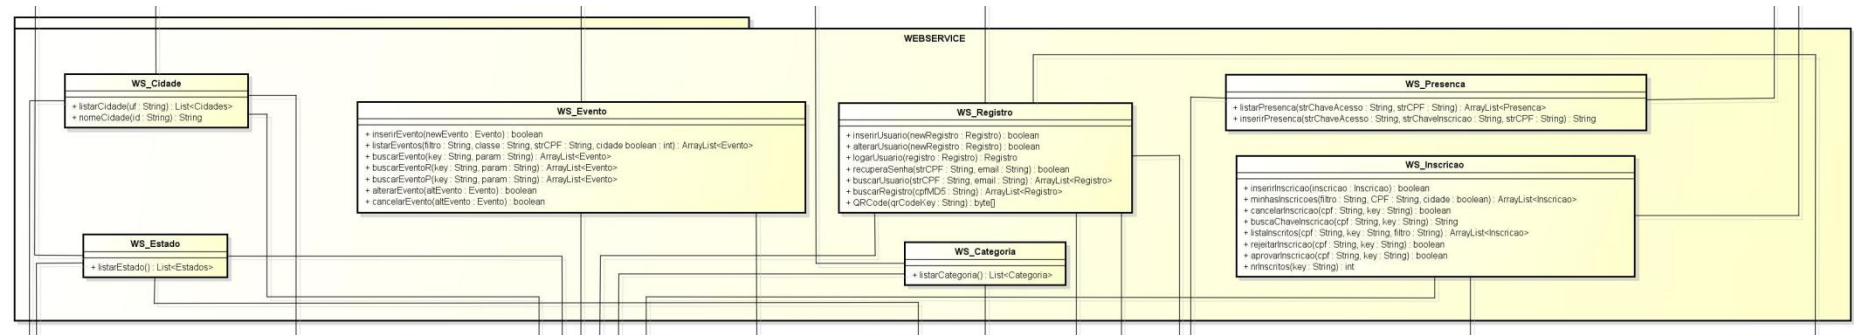 WEBSERVICE
WS_Cidade
+ listarCidade(uf : String) : List<Cidades>
+ nomeCidade(id : String) : String
WS_Evento
+ inserirEvento(newEvento : Evento) : boolean
+ listarEventos(filtro : String, classe : String, strCPF : String, cidade boolean : int) : ArrayList<Evento>
+ buscarEvento(key : String, param : String) : ArrayList<Evento>
+ buscarEventoR(key : String, param : String) : ArrayList<Evento>
+ buscarEventoP(key : String, param : String) : ArrayList<Evento>
+ alterarEvento(altEvento : Evento) : boolean
+ cancelarEvento(altEvento : Evento) : boolean
WS_Registro
+ inserirUsuario(newRegistro : Registro) : boolean
+ alterarUsuario(newRegistro : Registro) : boolean
+ logarUsuario(registro : Registro) : Registro
+ recuperaSenha(strCPF : String, email : String) : boolean
+ buscarUsuario(strCPF : String, email : String) : ArrayList<Registro>
+ buscarRegistro(cpfMD5 : String) : ArrayList<Registro>
+ QRCode(qrCodeKey : String) : byte[]
WS_Presenca
+ listarPresenca(strChaveAcesso : String, strCPF : String) : ArrayList<Presenca>
+ inserirPresenca(strChaveAcesso : String, strChaveInscricao : String, strCPF : String) : String
WS_Inscricao
+ inserirInscricao(inscricao : Inscricao) : boolean
+ minhasInscricoes(filtro : String, CPF : String, cidade : boolean) : ArrayList<Inscricao>
+ cancelarInscricao(cpf : String, key : String) : boolean
+ buscaChaveInscricao(cpf : String, key : String) : String
+ listaInscritos(cpf : String, key : String, filtro : String) : ArrayList<Inscricao>
+ rejeitarInscricao(cpf : String, key : String) : boolean
+ aprovarInscricao(cpf : String, key : String) : boolean
+ nrInscritos(key : String) : int
WS_Estado
+ listarEstado() : List<Estados>
WS_Categoria
+ listarCategoria() : List<Categoria>